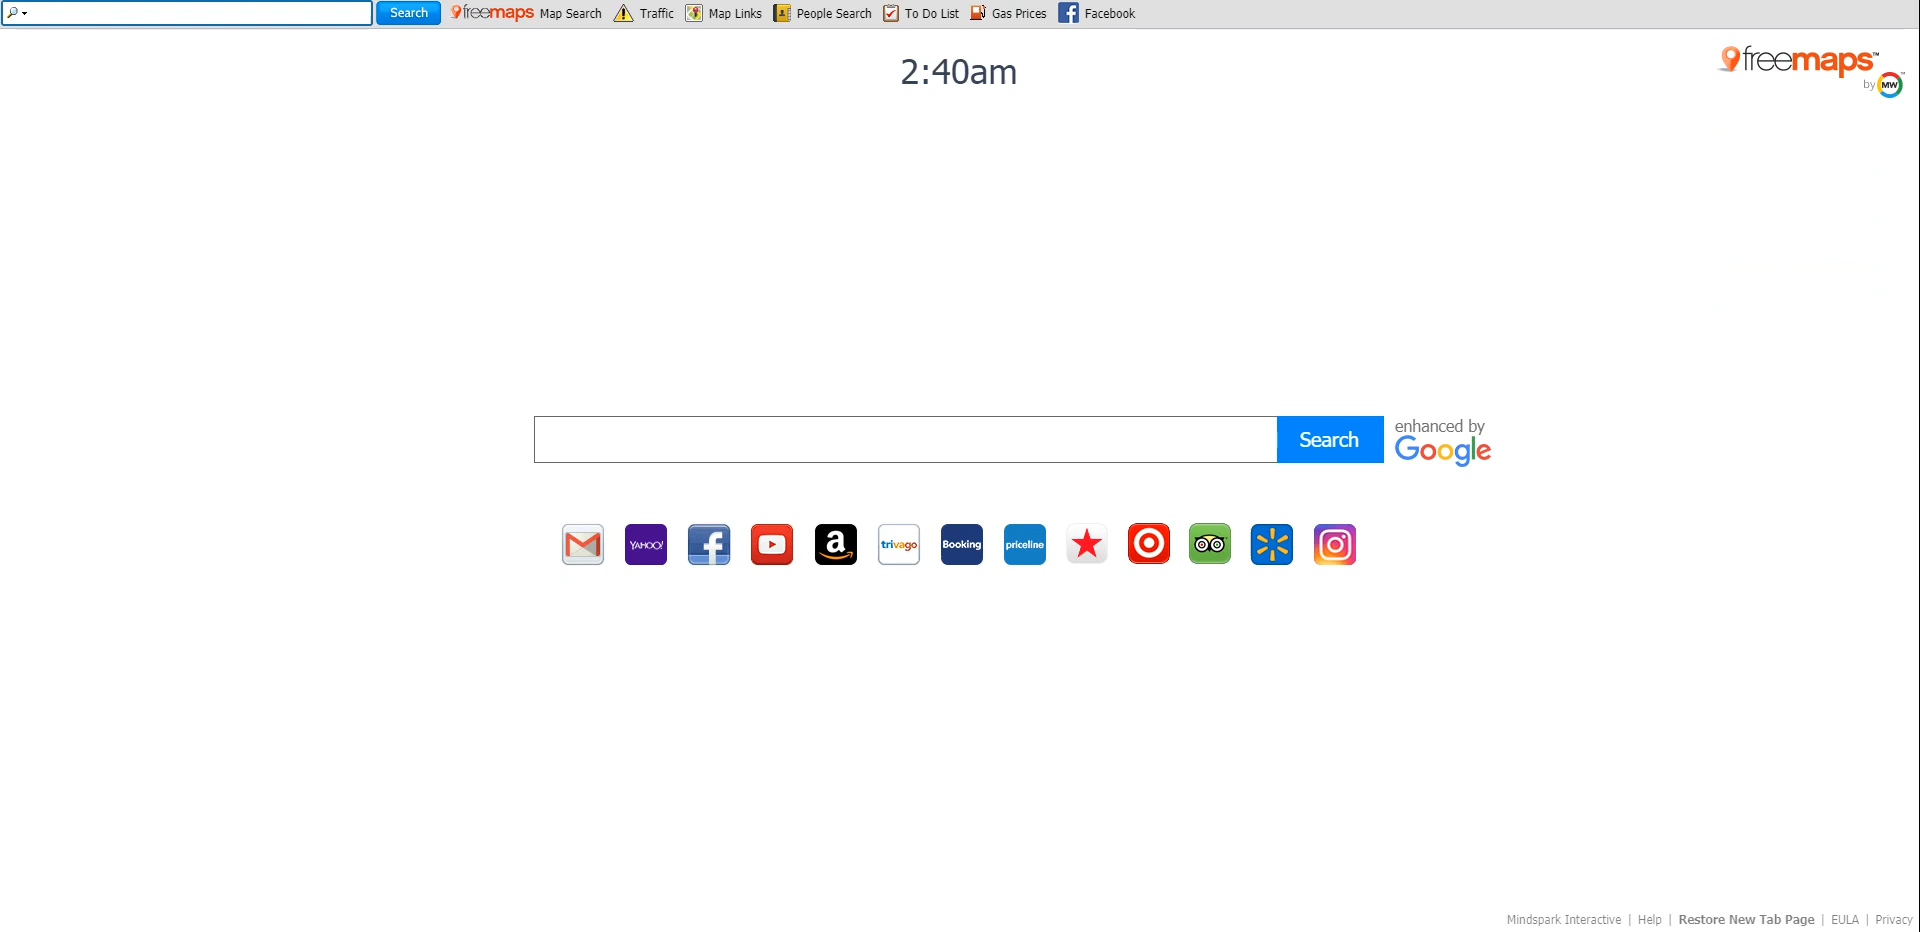 Search freemaps Map Search Traffic Map Links People Search To Do List Gas Prices Facebook
2:40am
freemaps™
by MW™
Search
enhanced by
Google
YAHOO! a trivago Booking priceline
Mindspark Interactive | Help | Restore New Tab Page | EULA | Privacy